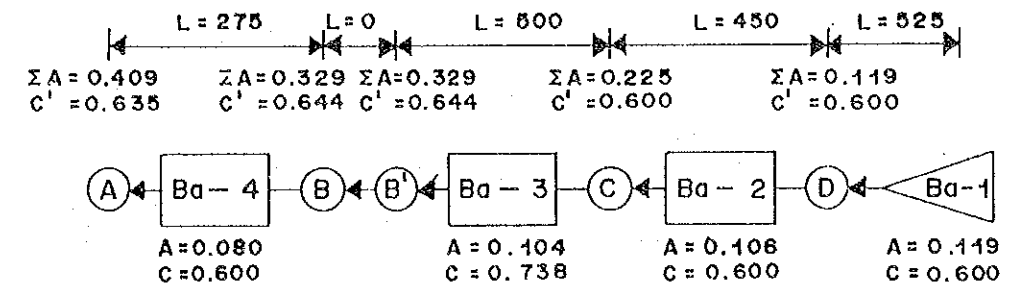 L = 275 L = 0 L = 500 L = 450 L = 525
ΣA = 0.409 ΣA = 0.329 ΣA = 0.329 ΣA = 0.225 ΣA = 0.119
C' = 0.635 C' = 0.644 C' = 0.644 C' = 0.600 C' = 0.600
A Ba - 4 B B' Ba - 3 C Ba - 2 D Ba-1
A = 0.080 A = 0.104 A = 0.106 A = 0.119
C = 0.600 C = 0.738 C = 0.600 C = 0.600